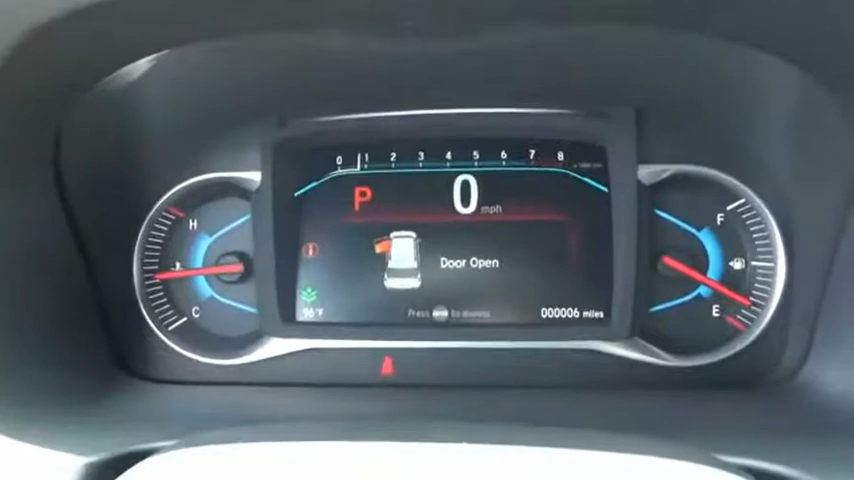 0 1 2 3 4 5 6 7 8
P 0 mph
H F
Door Open
C E
96°F Press ENTER to dismiss 000006 miles